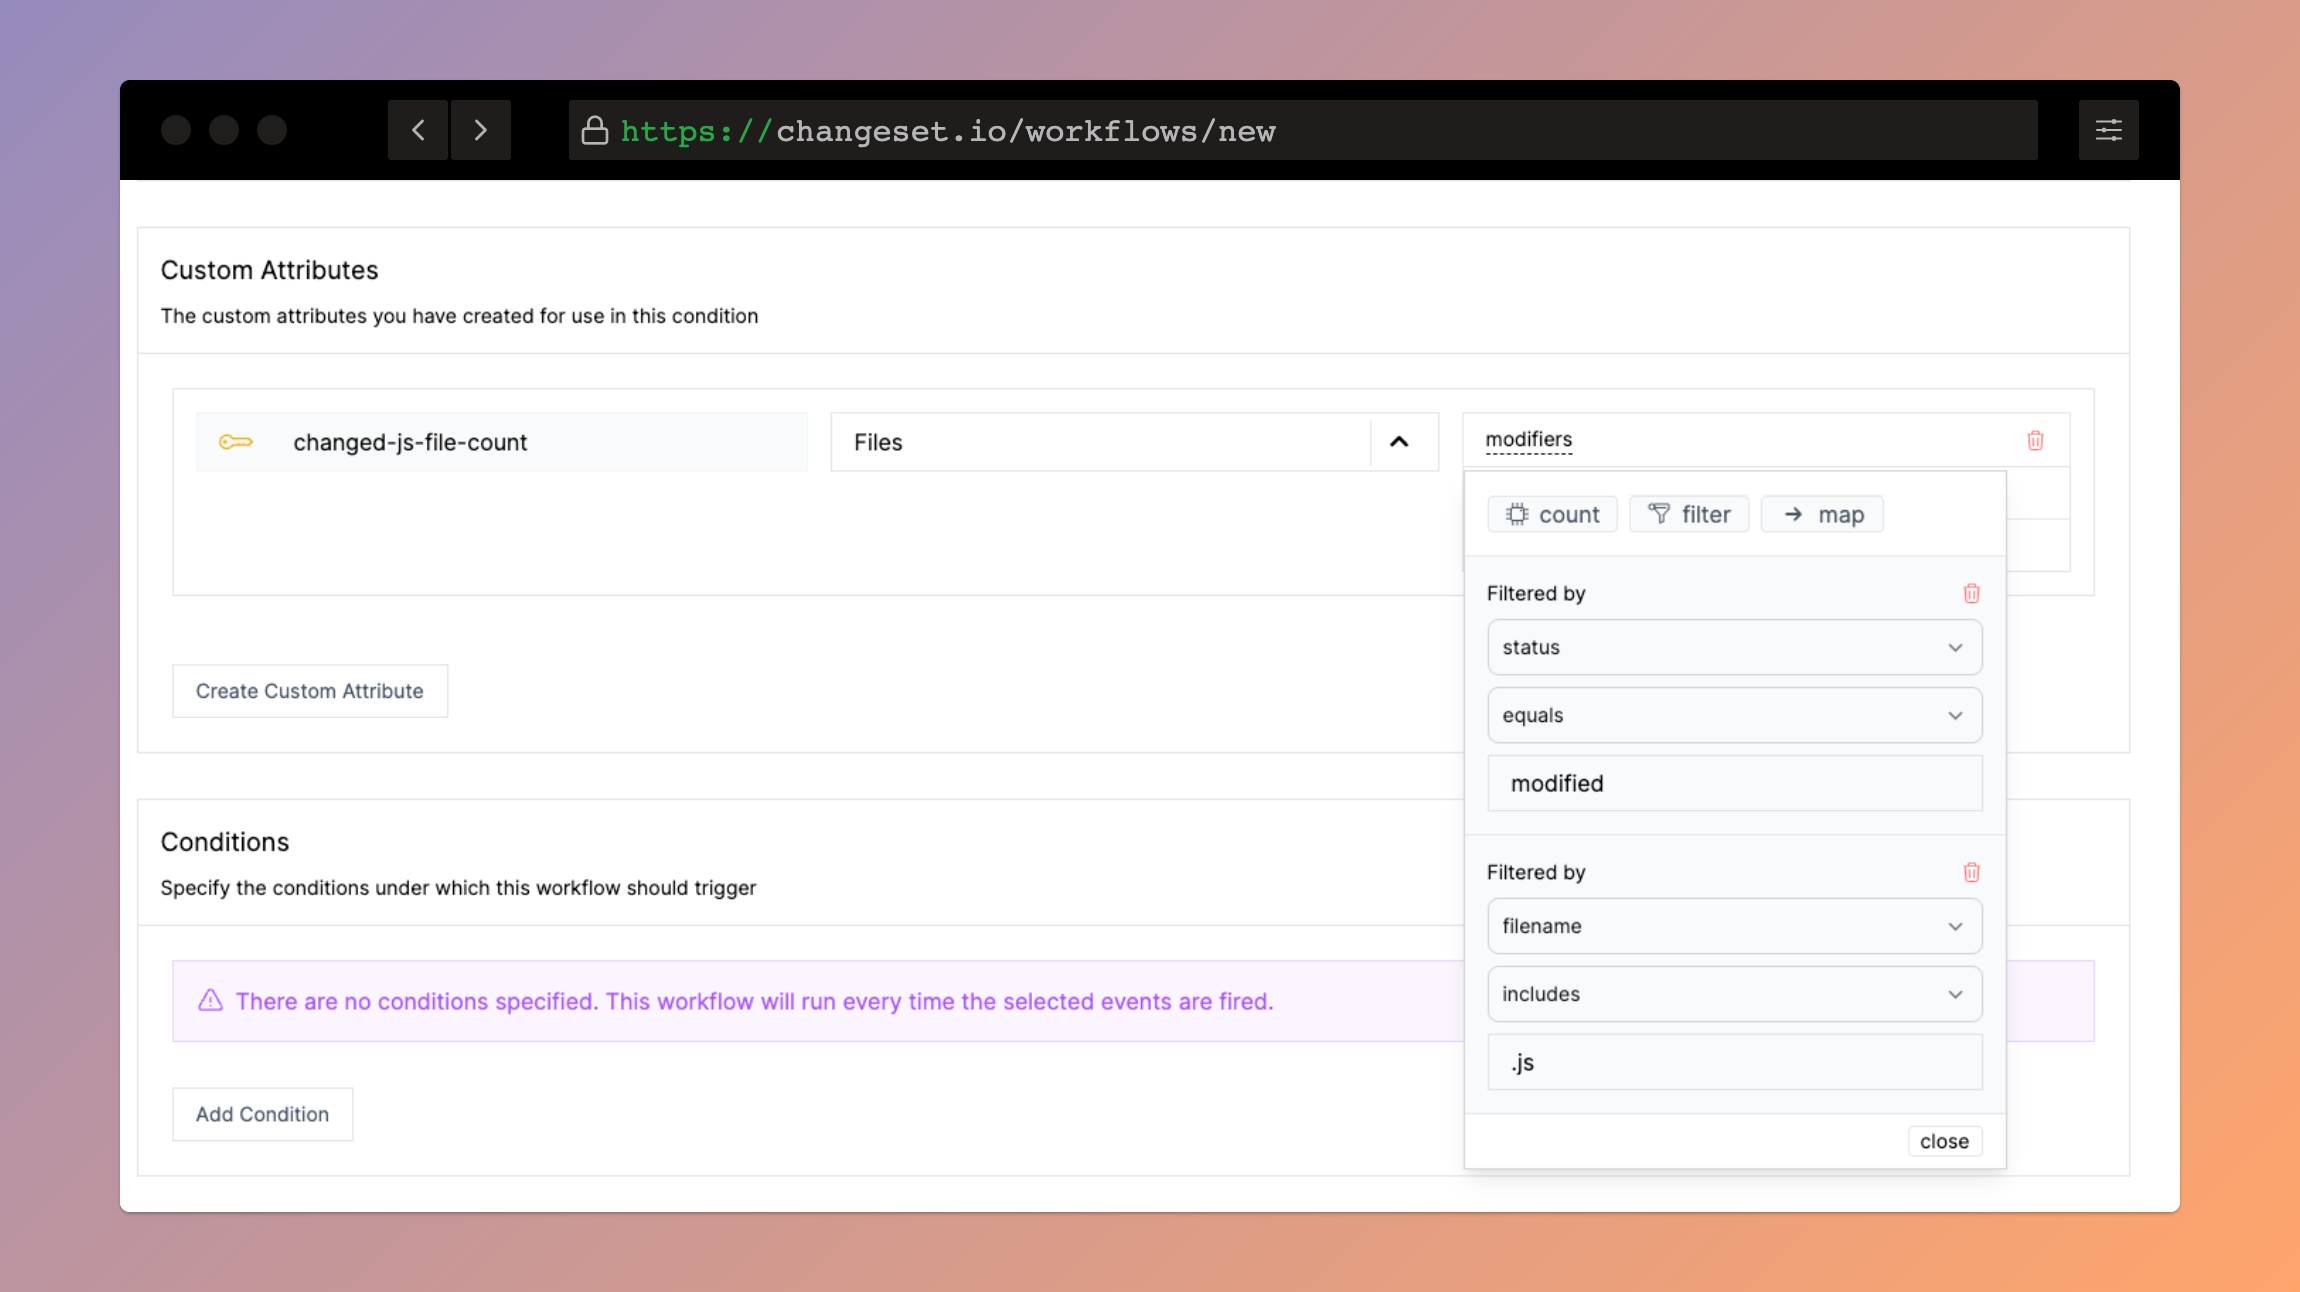 https://changeset.io/workflows/new
Custom Attributes
The custom attributes you have created for use in this condition
changed-js-file-count
Files
modifiers
count
filter
map
Filtered by
status
equals
modified
Filtered by
filename
includes
.js
close
Create Custom Attribute
Conditions
Specify the conditions under which this workflow should trigger
There are no conditions specified. This workflow will run every time the selected events are fired.
Add Condition